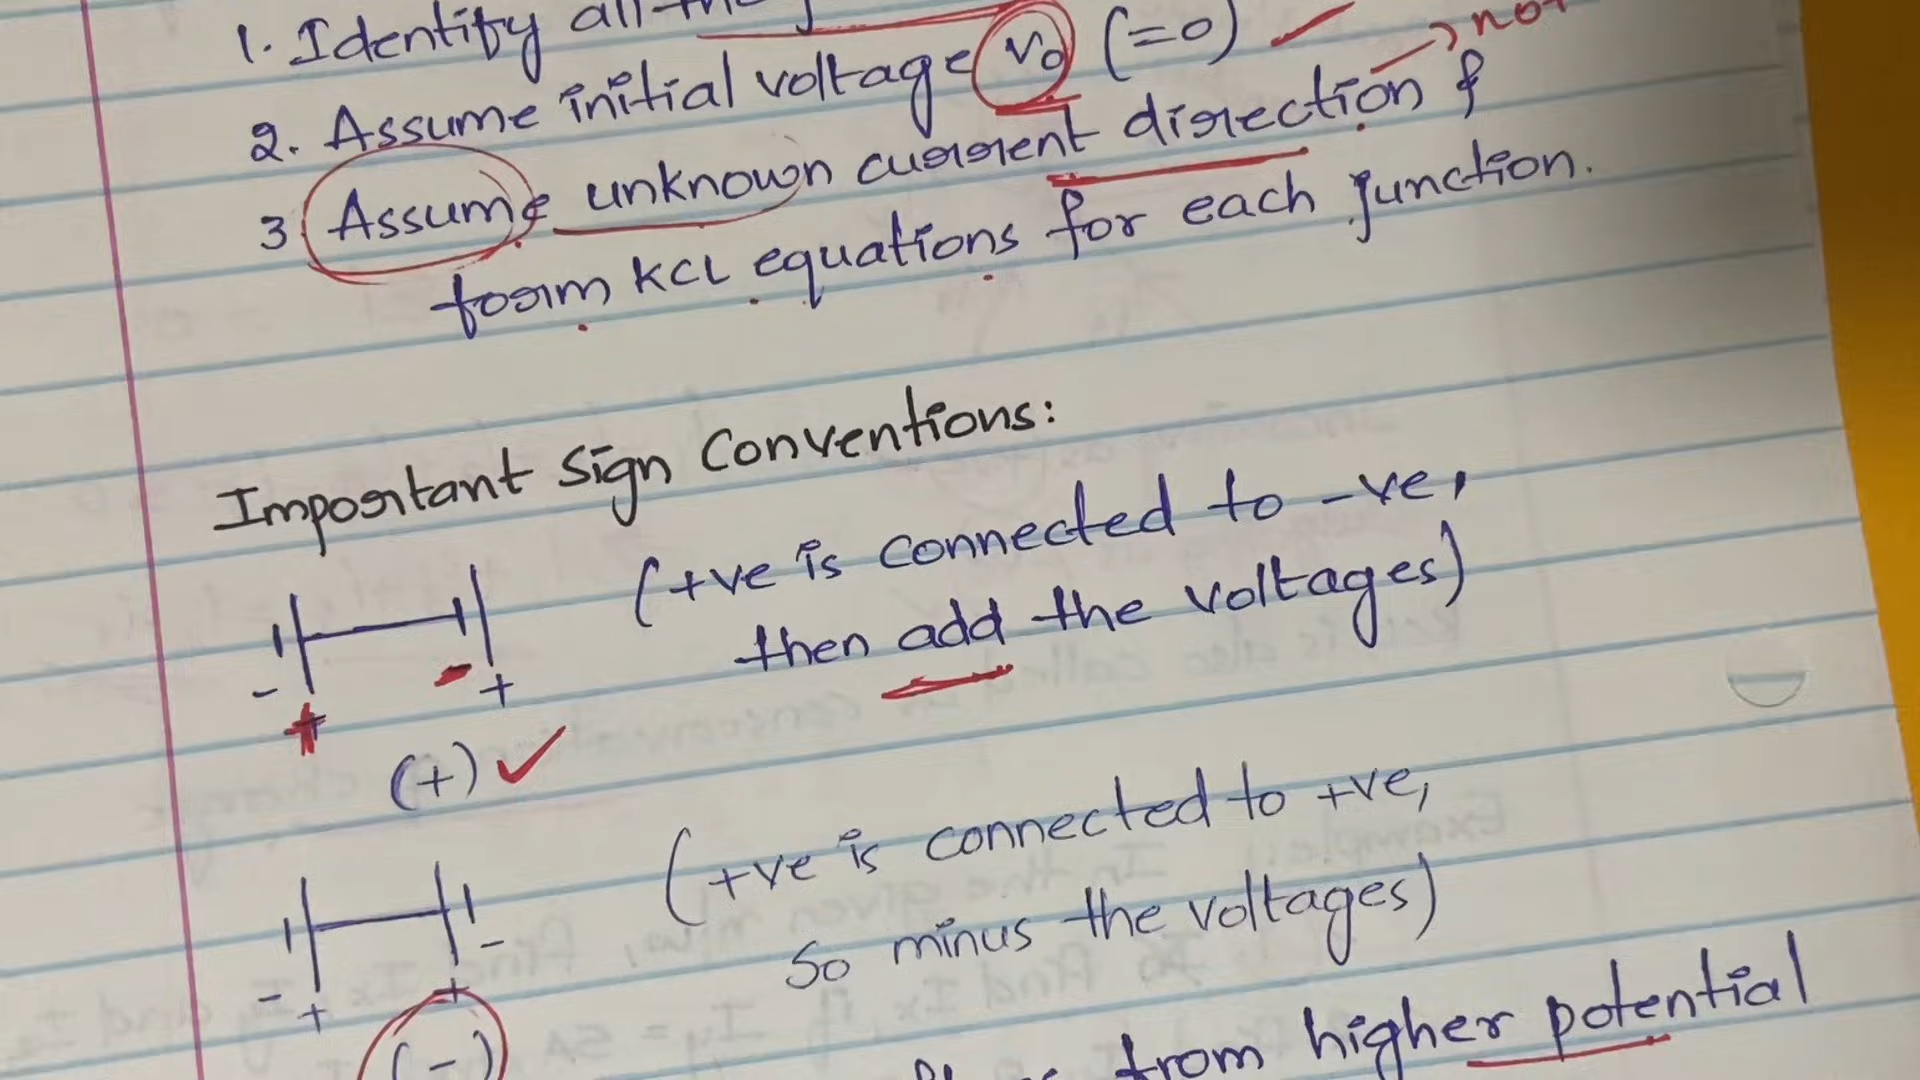 1. Identify all the
2. Assume initial voltage v0 (=0)
→ not
3. Assume unknown current direction &
form KCL equations for each junction.
Important Sign Conventions:
(+ve is connected to -ve,
then add the voltages)
- + - +
(+) ✓
(+ve is connected to +ve,
so minus the voltages)
- + + -
(-)
from higher potential